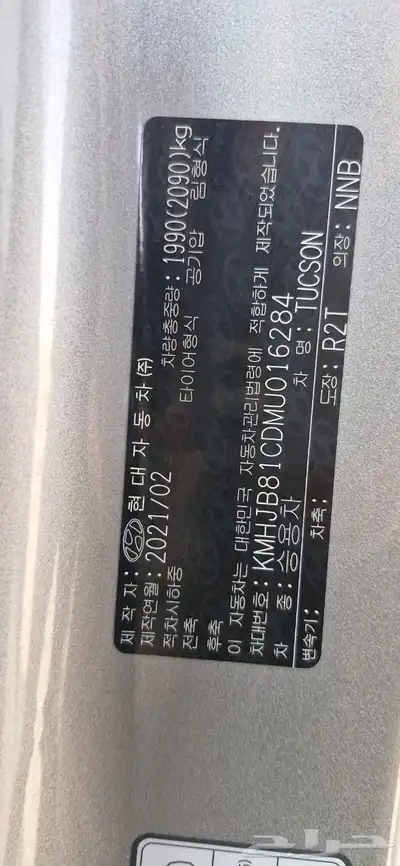 제 작 자: 현 대 자 동 차 (주)
제작연월: 2021/02 차량총중량: 1990(2090)kg
적차시하중 타이어형식 공기압 림형식
전축
후축
이 자동차는 대한민국 자동차관리법령에 적합하게 제작되었습니다.
차대번호: KMHJB81CDMU016284
차 종: 승용차 차 명: TUCSON
변속기: 차축: 도장: R2T 의장: NNB
حراج